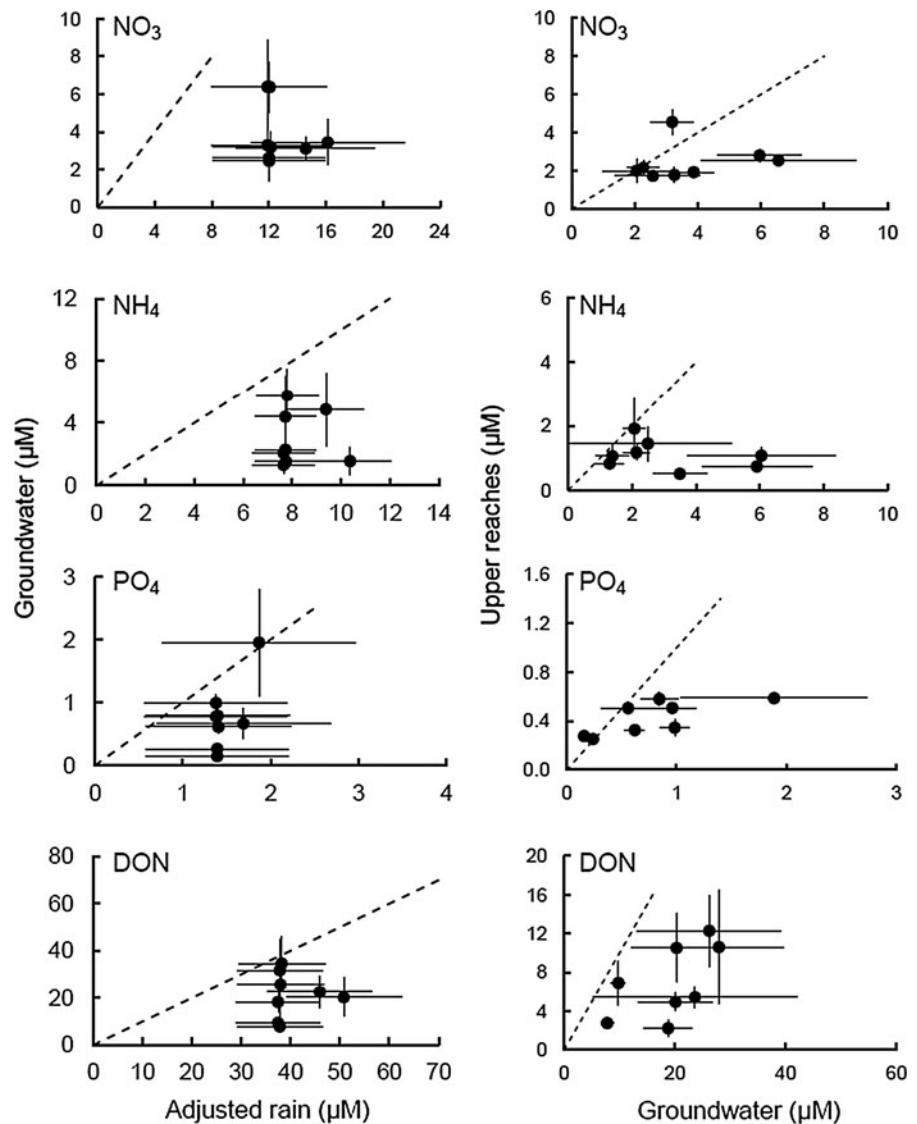 NO3
10
8
6
4
2
0
0 4 8 12 16 20 24
NO3
10
8
6
4
2
0
0 2 4 6 8 10
NH4
12
8
4
0
0 2 4 6 8 10 12 14
NH4
6
4
2
0
0 2 4 6 8 10
PO4
3
2
1
0
0 1 2 3 4
PO4
1.6
1.2
0.8
0.4
0.0
0 1 2 3
DON
80
60
40
20
0
0 10 20 30 40 50 60 70
DON
20
16
12
8
4
0
0 20 40 60
Groundwater (µM)
Upper reaches (µM)
Adjusted rain (µM)
Groundwater (µM)